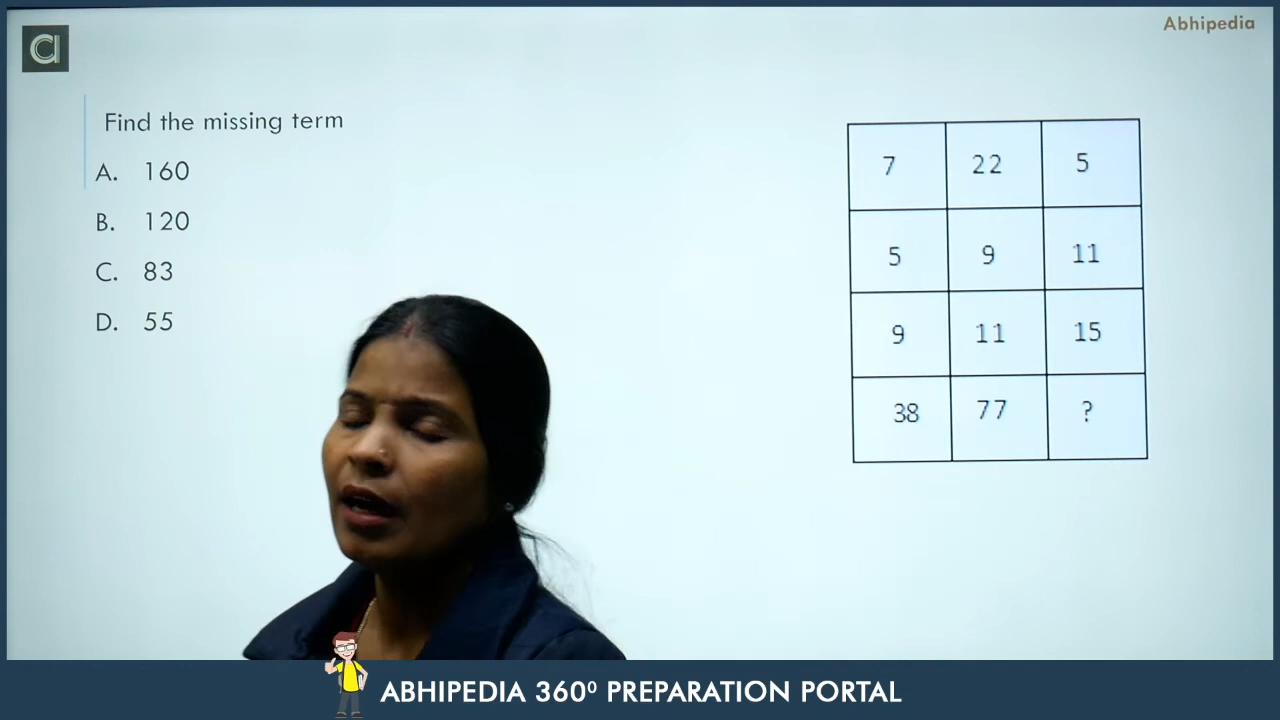 Abhipedia
Find the missing term
A. 160
B. 120
C. 83
D. 55
7 22 5
5 9 11
9 11 15
38 77 ?
ABHIPEDIA 360⁰ PREPARATION PORTAL